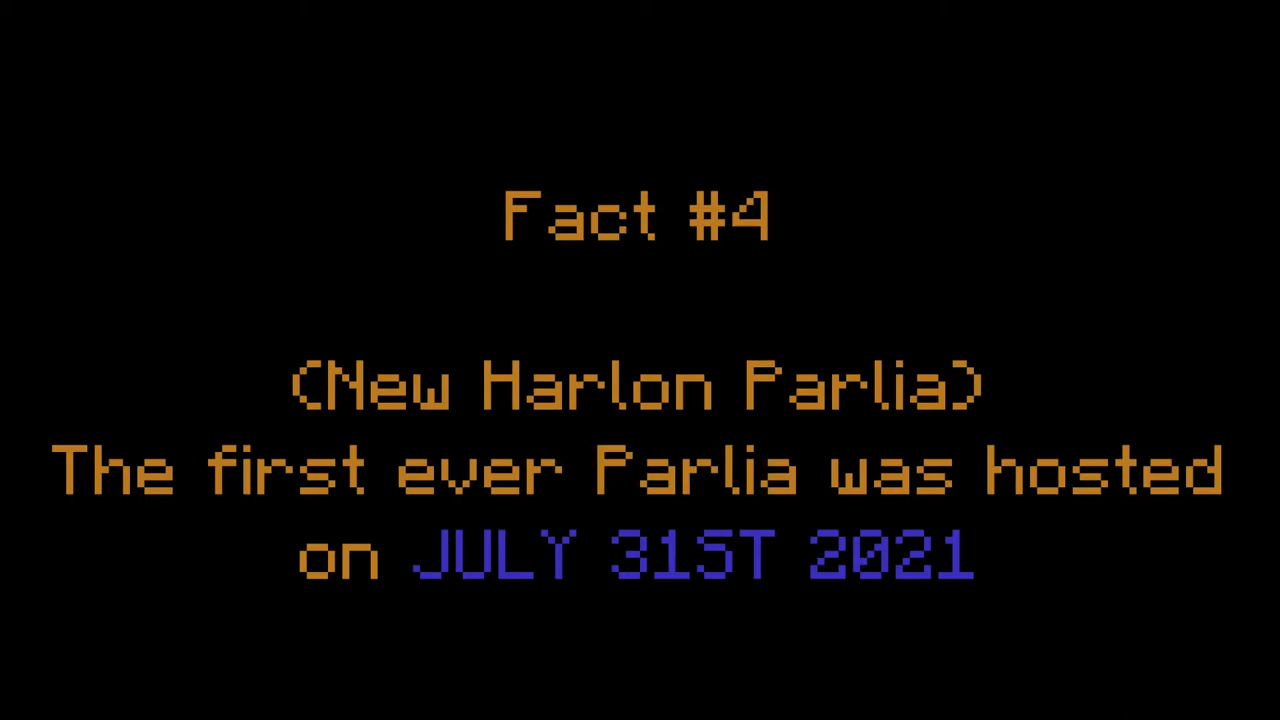 Fact #4
(New Harlon Parlia)
The first ever Parlia was hosted
on JULY 31ST 2021